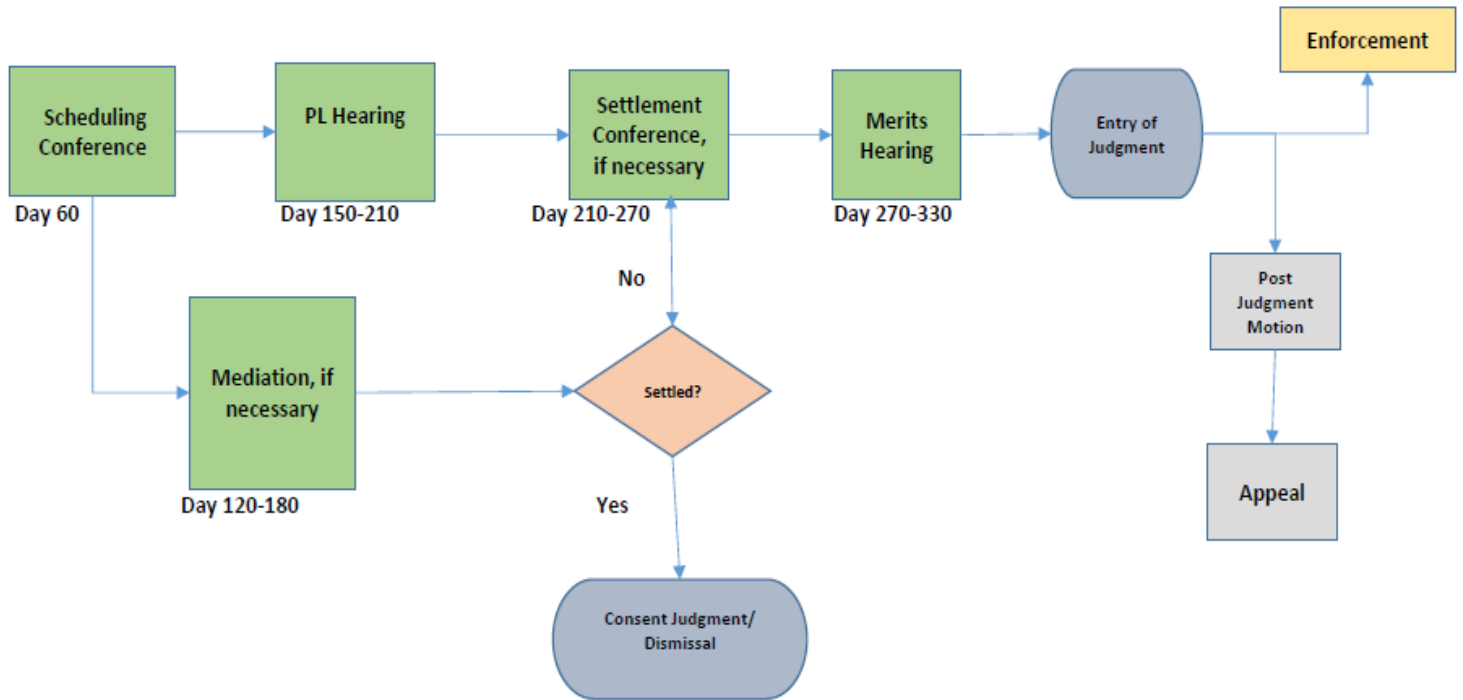 Enforcement
Scheduling
Conference
PL Hearing
Settlement
Conference,
if necessary
Merits
Hearing
Entry of
Judgment
Day 60
Day 150-210
Day 210-270
Day 270-330
No
Post
Judgment
Motion
Mediation, if
necessary
Settled?
Day 120-180
Yes
Appeal
Consent Judgment/
Dismissal